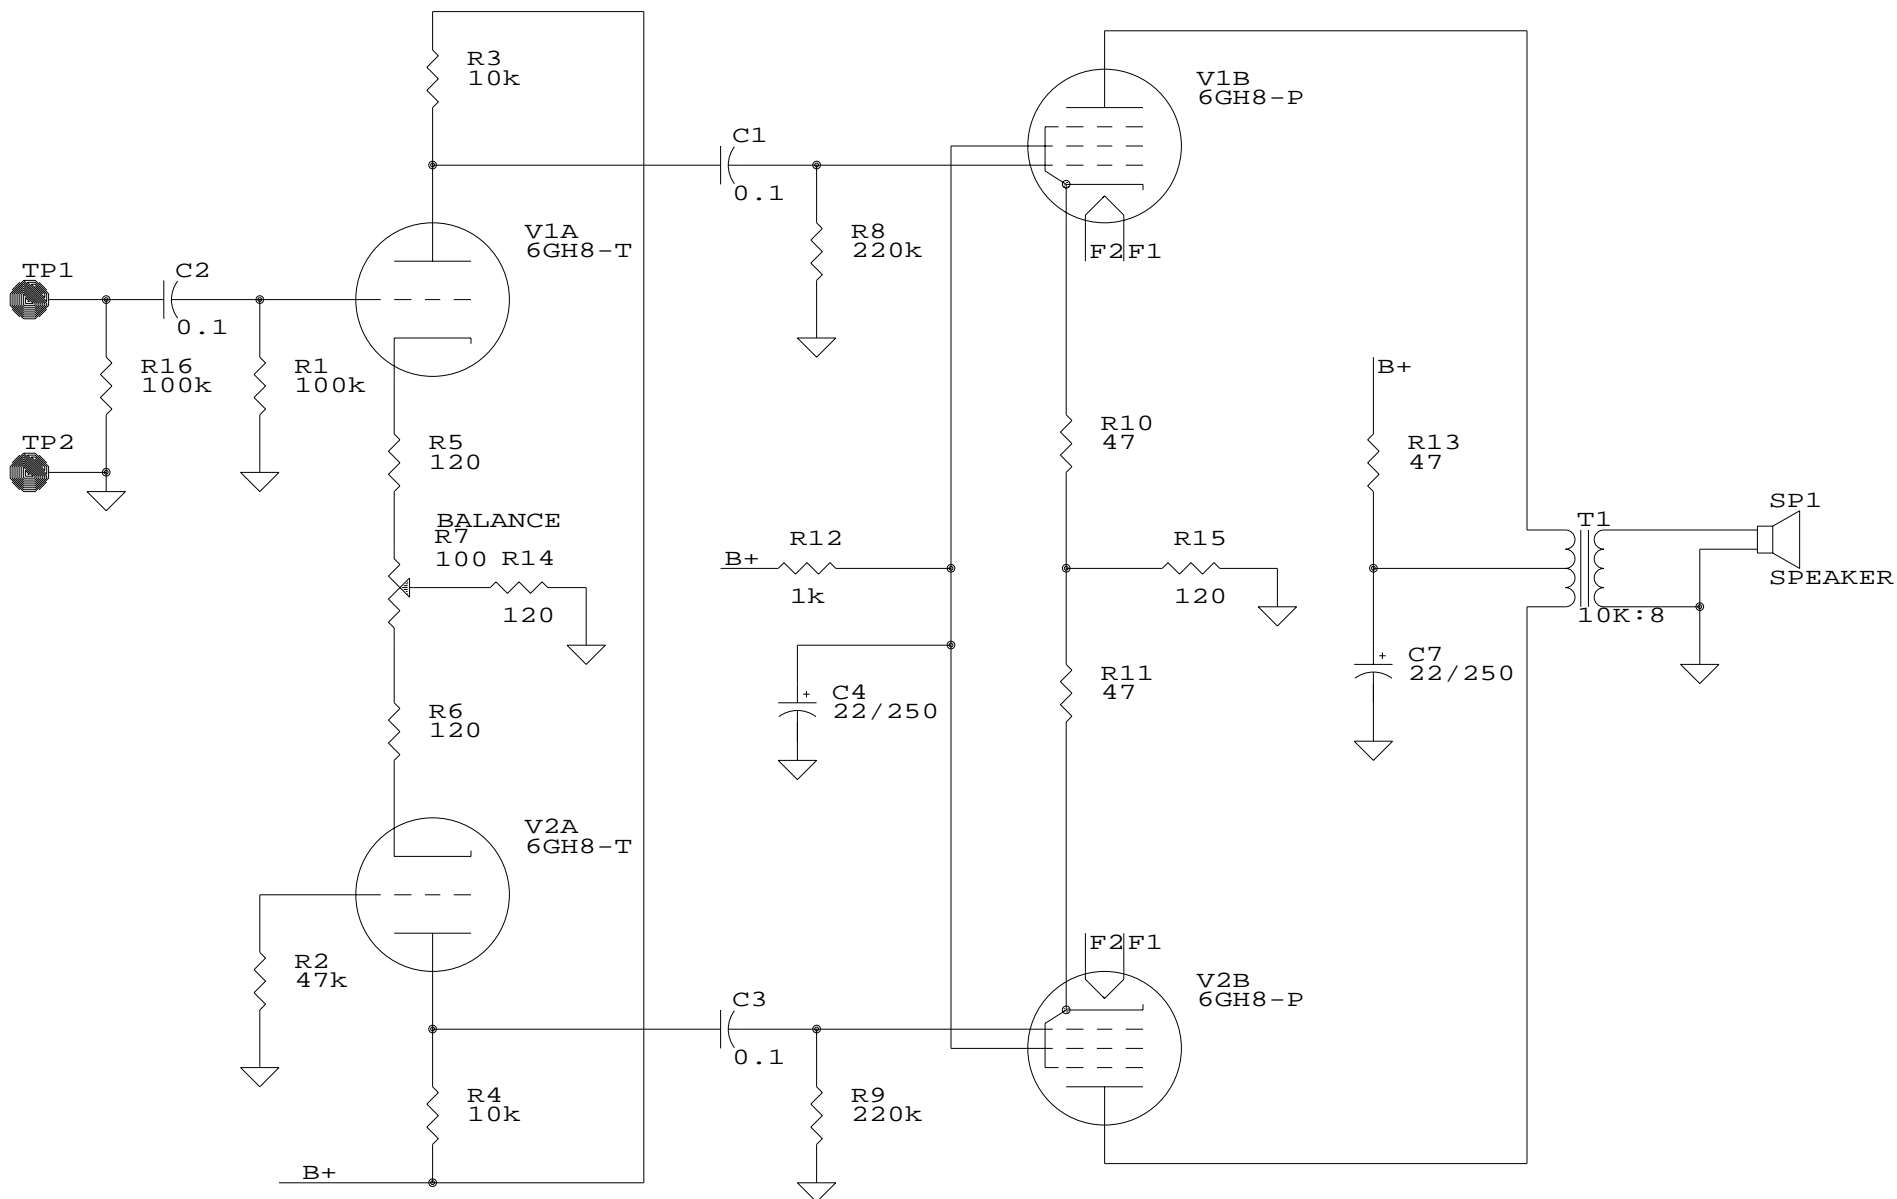 R3
10k
V1B
6GH8-P
C1
0.1
V1A
6GH8-T
R8
220k
F2 F1
TP1
C2
0.1
R16
100k
R1
100k
B+
TP2
R5
120
R10
47
R13
47
BALANCE
R7
100
R14
120
B+
R12
1k
R15
120
T1
10K:8
SP1
SPEAKER
R6
120
C4
+
22/250
R11
47
C7
+
22/250
V2A
6GH8-T
R2
47k
F2 F1
V2B
6GH8-P
C3
0.1
R4
10k
R9
220k
B+